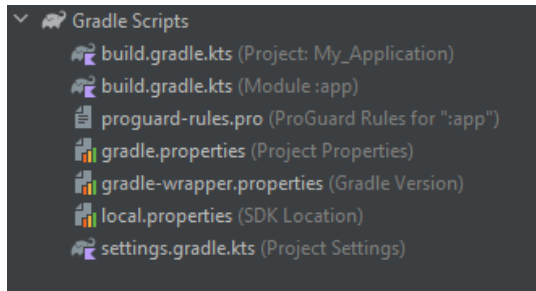 Gradle Scripts
build.gradle.kts (Project: My_Application)
build.gradle.kts (Module :app)
proguard-rules.pro (ProGuard Rules for ":app")
gradle.properties (Project Properties)
gradle-wrapper.properties (Gradle Version)
local.properties (SDK Location)
settings.gradle.kts (Project Settings)